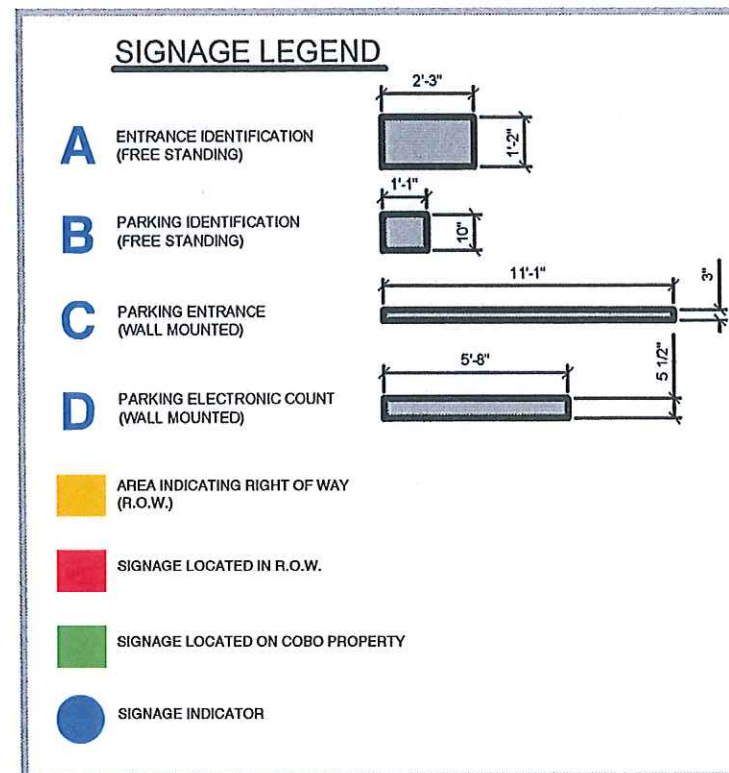 SIGNAGE LEGEND
2'-3"
A ENTRANCE IDENTIFICATION
(FREE STANDING)
1'-2"
1'-1"
B PARKING IDENTIFICATION
(FREE STANDING)
10"
11'-1"
3"
C PARKING ENTRANCE
(WALL MOUNTED)
5'-8"
5 1/2"
D PARKING ELECTRONIC COUNT
(WALL MOUNTED)
AREA INDICATING RIGHT OF WAY
(R.O.W.)
SIGNAGE LOCATED IN R.O.W.
SIGNAGE LOCATED ON COBO PROPERTY
SIGNAGE INDICATOR